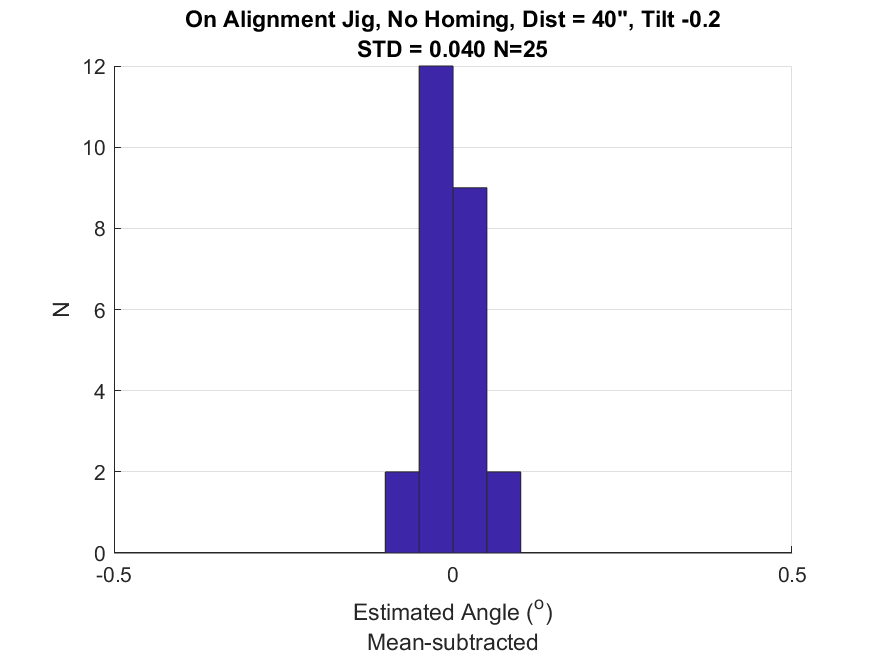 On Alignment Jig, No Homing, Dist = 40", Tilt -0.2
STD = 0.040 N=25
12
10
8
6
4
2
0
N
-0.5
0
0.5
Estimated Angle (o)
Mean-subtracted